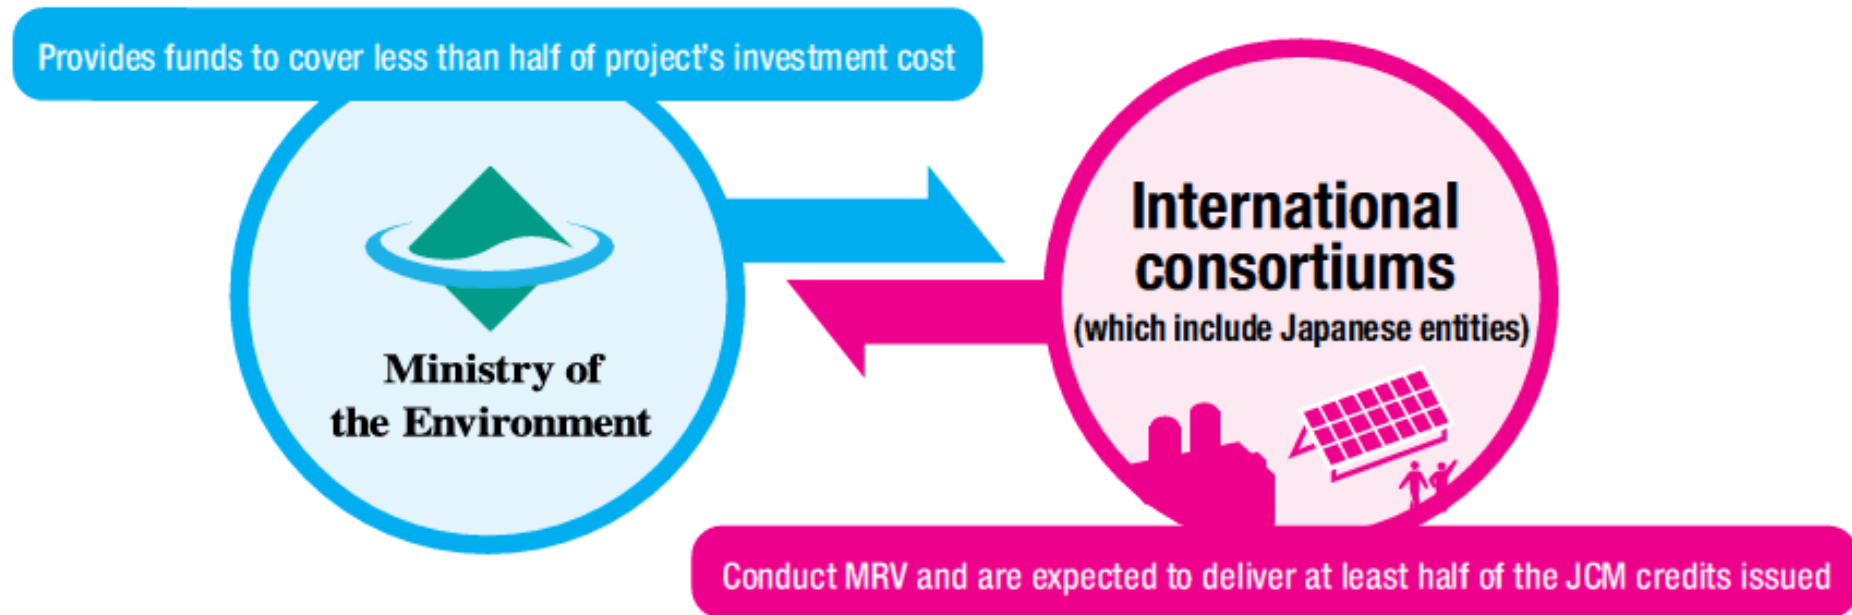 Provides funds to cover less than half of project's investment cost
Ministry of
the Environment
International
consortiums
(which include Japanese entities)
Conduct MRV and are expected to deliver at least half of the JCM credits issued